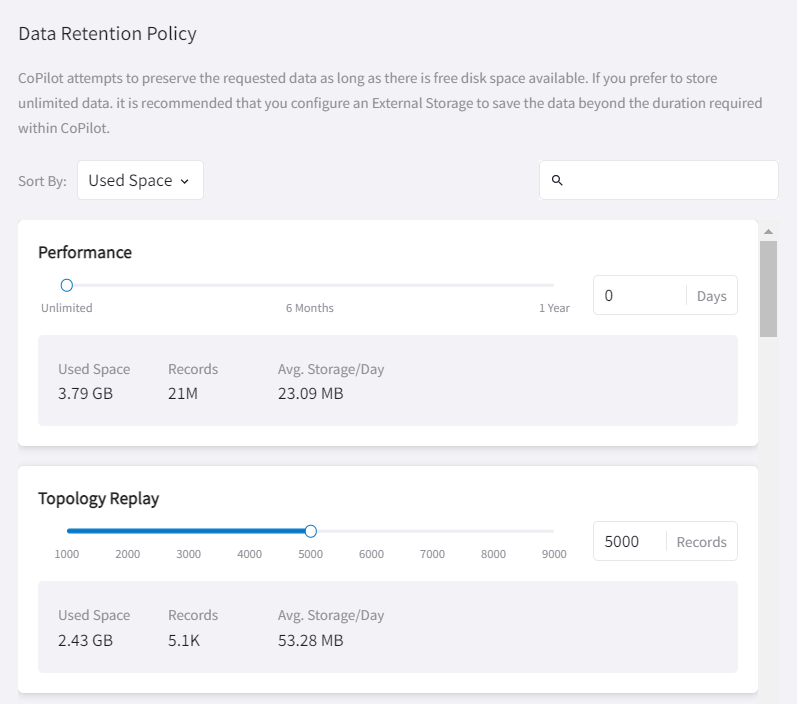 Data Retention Policy
CoPilot attempts to preserve the requested data as long as there is free disk space available. If you prefer to store
unlimited data. it is recommended that you configure an External Storage to save the data beyond the duration required
within CoPilot.
Sort By: Used Space
Performance
0 Days
Unlimited 6 Months 1 Year
Used Space Records Avg. Storage/Day
3.79 GB 21M 23.09 MB
Topology Replay
5000 Records
1000 2000 3000 4000 5000 6000 7000 8000 9000
Used Space Records Avg. Storage/Day
2.43 GB 5.1K 53.28 MB